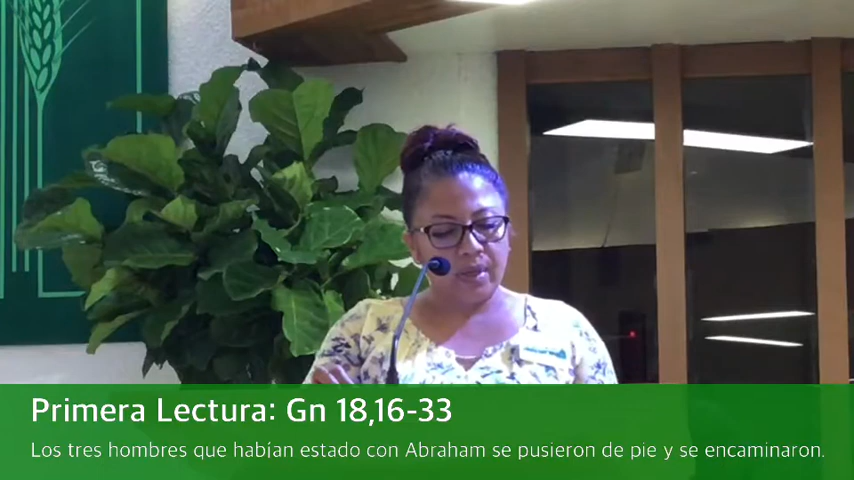 Primera Lectura: Gn 18,16-33
Los tres hombres que habían estado con Abraham se pusieron de pie y se encaminaron.